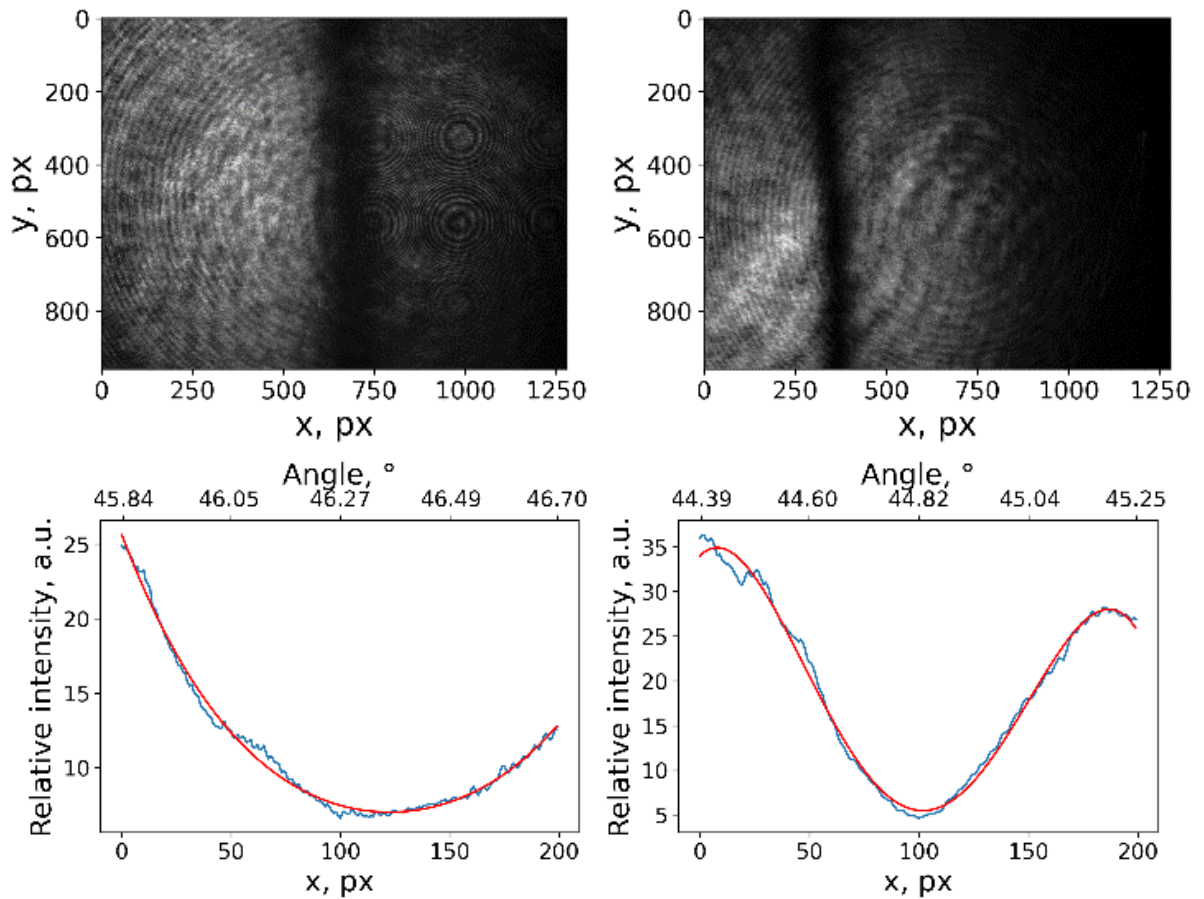 0
200
400
600
800
y, px
0 250 500 750 1000 1250
x, px
0
200
400
600
800
y, px
0 250 500 750 1000 1250
x, px
Angle, °
45.84 46.05 46.27 46.49 46.70
25
20
15
10
Relative intensity, a.u.
0 50 100 150 200
x, px
Angle, °
44.39 44.60 44.82 45.04 45.25
35
30
25
20
15
10
5
Relative intensity, a.u.
0 50 100 150 200
x, px